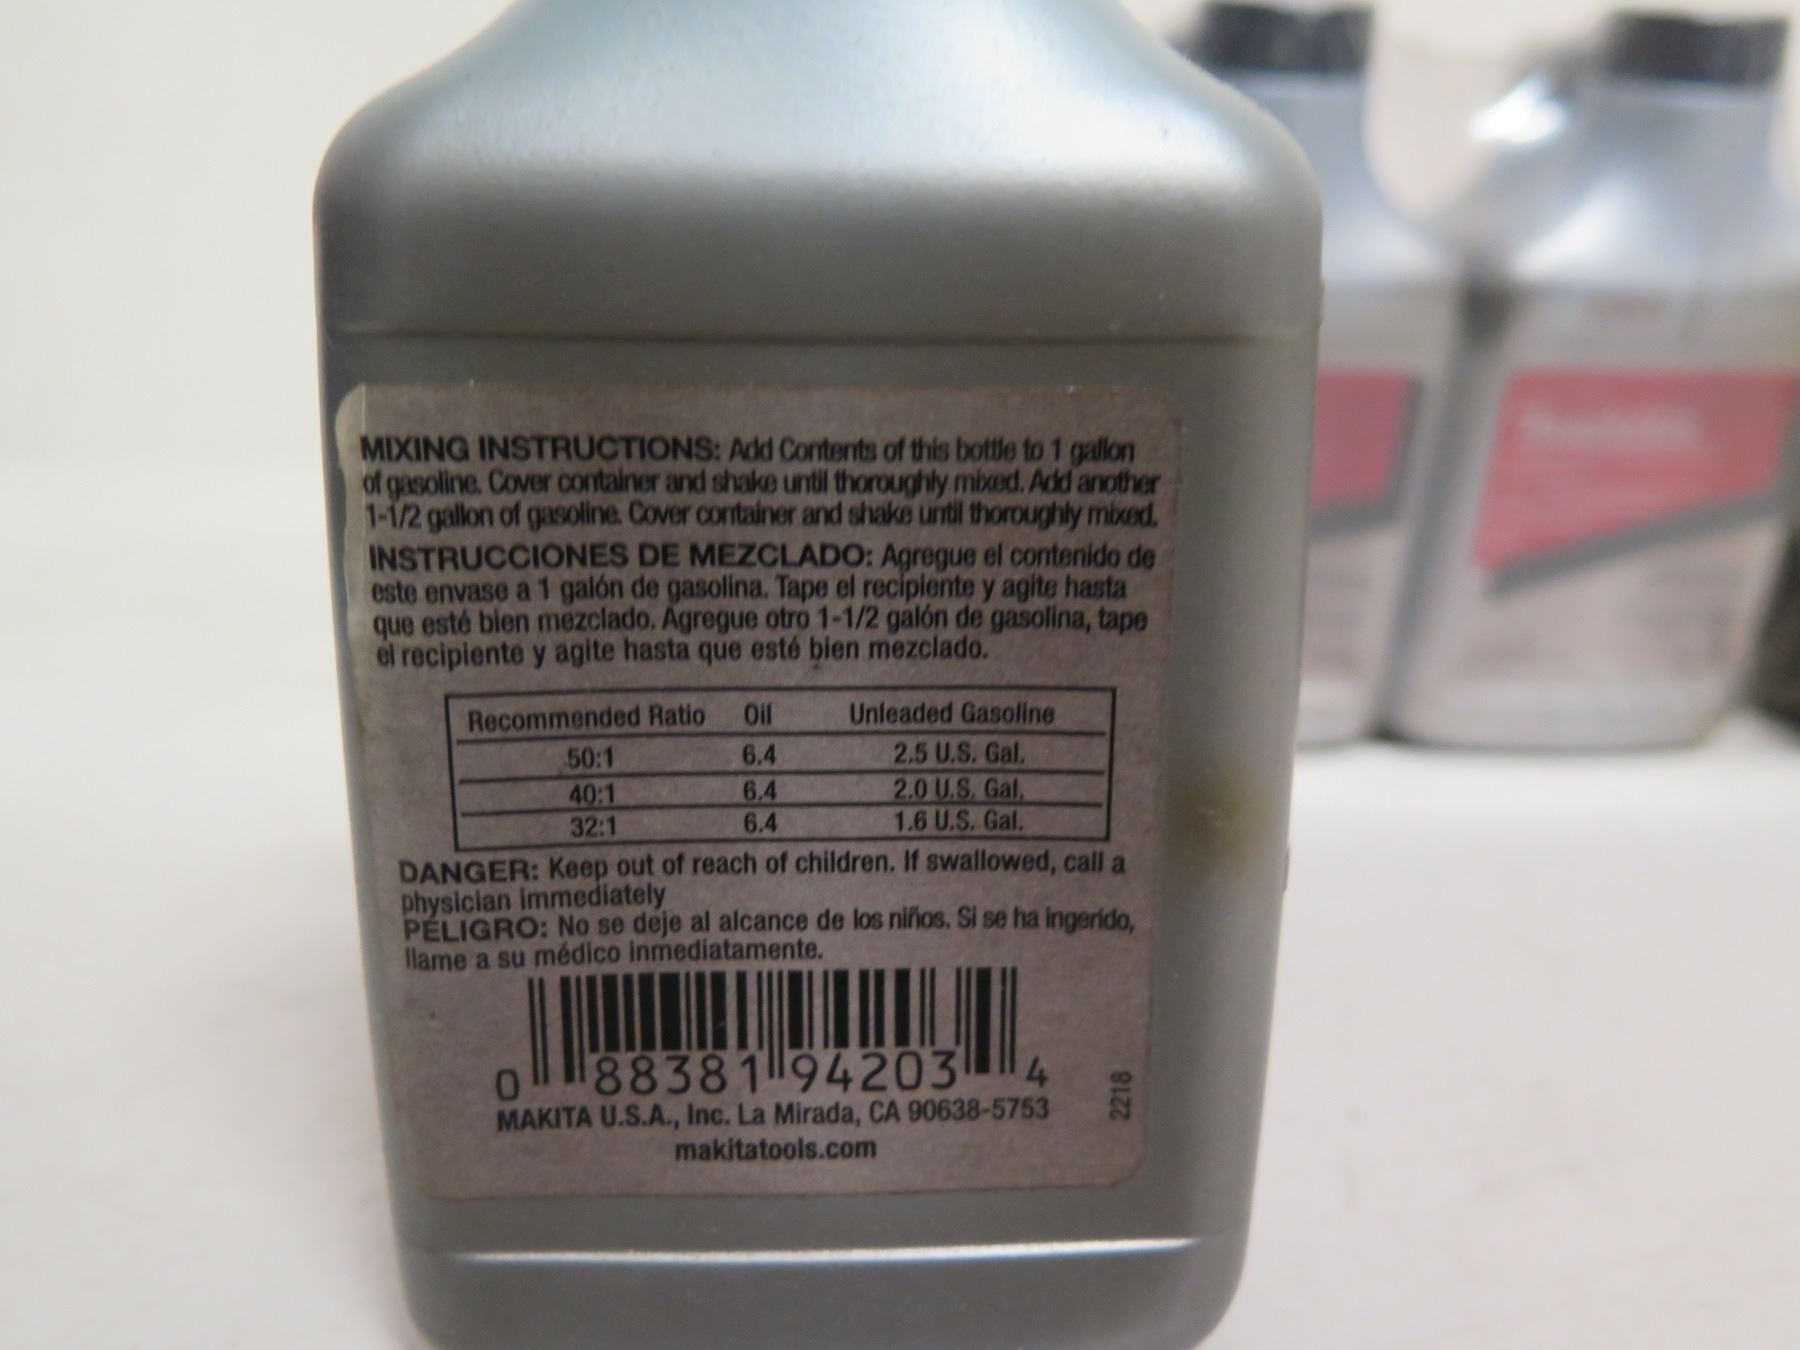 MIXING INSTRUCTIONS: Add Contents of this bottle to 1 gallon
of gasoline. Cover container and shake until thoroughly mixed. Add another
1-1/2 gallon of gasoline. Cover container and shake until thoroughly mixed.
INSTRUCCIONES DE MEZCLADO: Agregue el contenido de
este envase a 1 galón de gasolina. Tape el recipiente y agite hasta
que esté bien mezclado. Agregue otro 1-1/2 galón de gasolina, tape
el recipiente y agite hasta que esté bien mezclado.
Recommended Ratio Oil Unleaded Gasoline
50:1 6.4 2.5 U.S. Gal.
40:1 6.4 2.0 U.S. Gal.
32:1 6.4 1.6 U.S. Gal.
DANGER: Keep out of reach of children. If swallowed, call a
physician immediately
PELIGRO: No se deje al alcance de los niños. Si se ha ingerido,
llame a su médico inmediatamente.
0 88381 94203 4
2218
MAKITA U.S.A., Inc. La Mirada, CA 90638-5753
makitatools.com